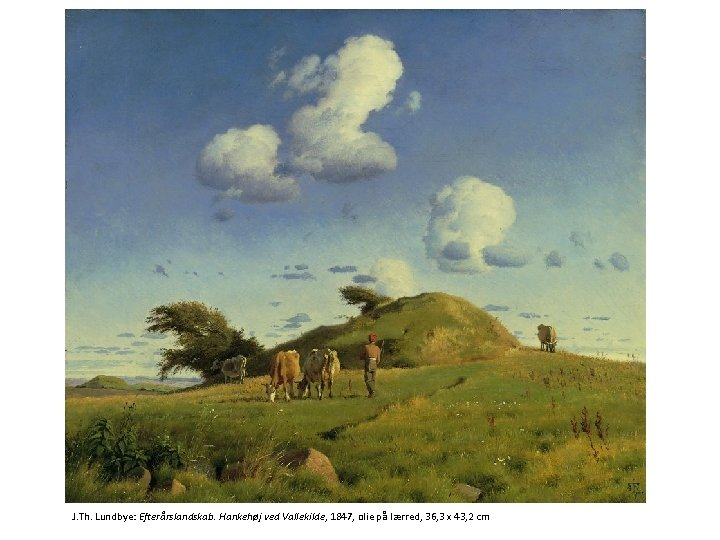 J.Th. Lundbye: Efterårslandskab. Hankehøj ved Vallekilde, 1847, olie på lærred, 36,3 x 43,2 cm